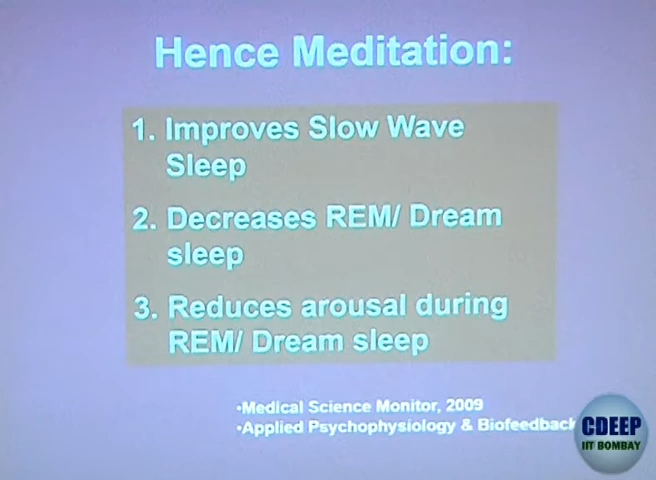 Hence Meditation:
1. Improves Slow Wave
Sleep
2. Decreases REM/ Dream
sleep
3. Reduces arousal during
REM/ Dream sleep
•Medical Science Monitor, 2009
•Applied Psychophysiology & Biofeedback
CDEEP
IIT BOMBAY